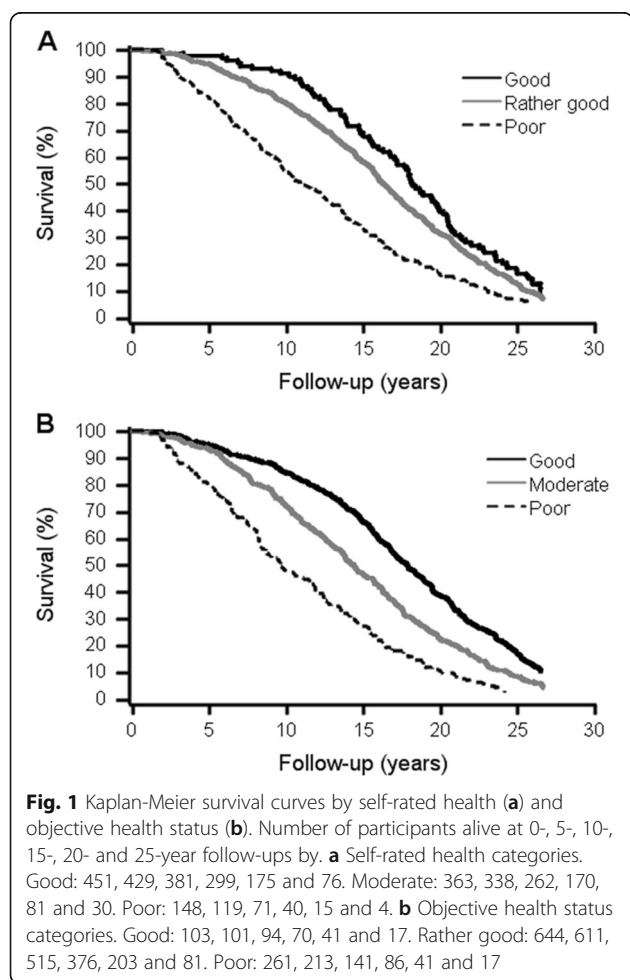 A
100
90
80
70
60
50
40
30
20
10
0
Survival (%)
Good
Rather good
Poor
0 5 10 15 20 25 30
Follow-up (years)
B
100
90
80
70
60
50
40
30
20
10
0
Survival (%)
Good
Moderate
Poor
0 5 10 15 20 25 30
Follow-up (years)
Fig. 1 Kaplan-Meier survival curves by self-rated health (a) and
objective health status (b). Number of participants alive at 0-, 5-, 10-,
15-, 20- and 25-year follow-ups by. a Self-rated health categories.
Good: 451, 429, 381, 299, 175 and 76. Moderate: 363, 338, 262, 170,
81 and 30. Poor: 148, 119, 71, 40, 15 and 4. b Objective health status
categories. Good: 103, 101, 94, 70, 41 and 17. Rather good: 644, 611,
515, 376, 203 and 81. Poor: 261, 213, 141, 86, 41 and 17